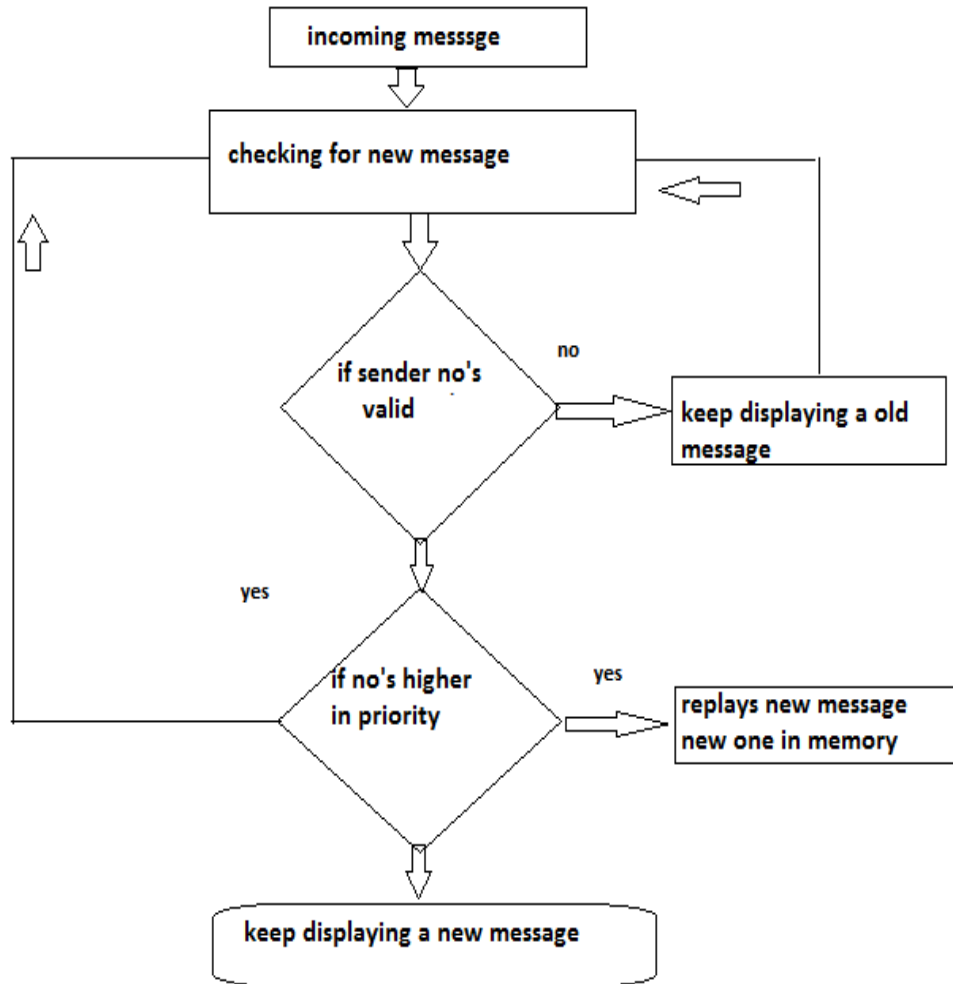 incoming messsge
checking for new message
if sender no's
valid
no
keep displaying a old
message
yes
if no's higher
in priority
yes
replays new message
new one in memory
keep displaying a new message